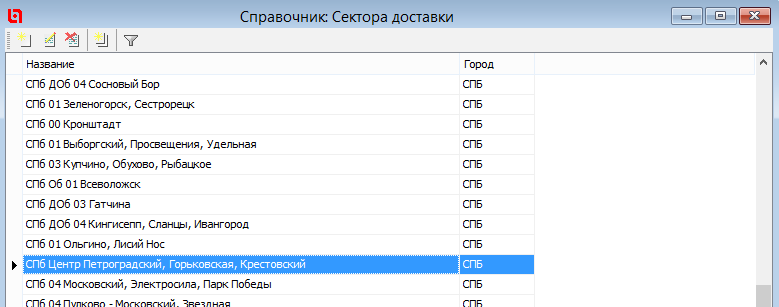 Справочник: Сектора доставки
Название Город
СПб ДОб 04 Сосновый Бор СПБ
СПб 01 Зеленогорск, Сестрорецк СПБ
СПб 00 Кронштадт СПБ
СПб 01 Выборгский, Просвещения, Удельная СПБ
СПб 03 Купчино, Обухово, Рыбацкое СПБ
СПб Об 01 Всеволожск СПБ
СПб ДОб 03 Гатчина СПБ
СПб ДОб 04 Кингисепп, Сланцы, Ивангород СПБ
СПб 01 Ольгино, Лисий Нос СПБ
СПб Центр Петроградский, Горьковская, Крестовский СПБ
СПб 04 Московский, Электросила, Парк Победы СПБ
СПб 04 Пулково - Московский, Звездная СПБ